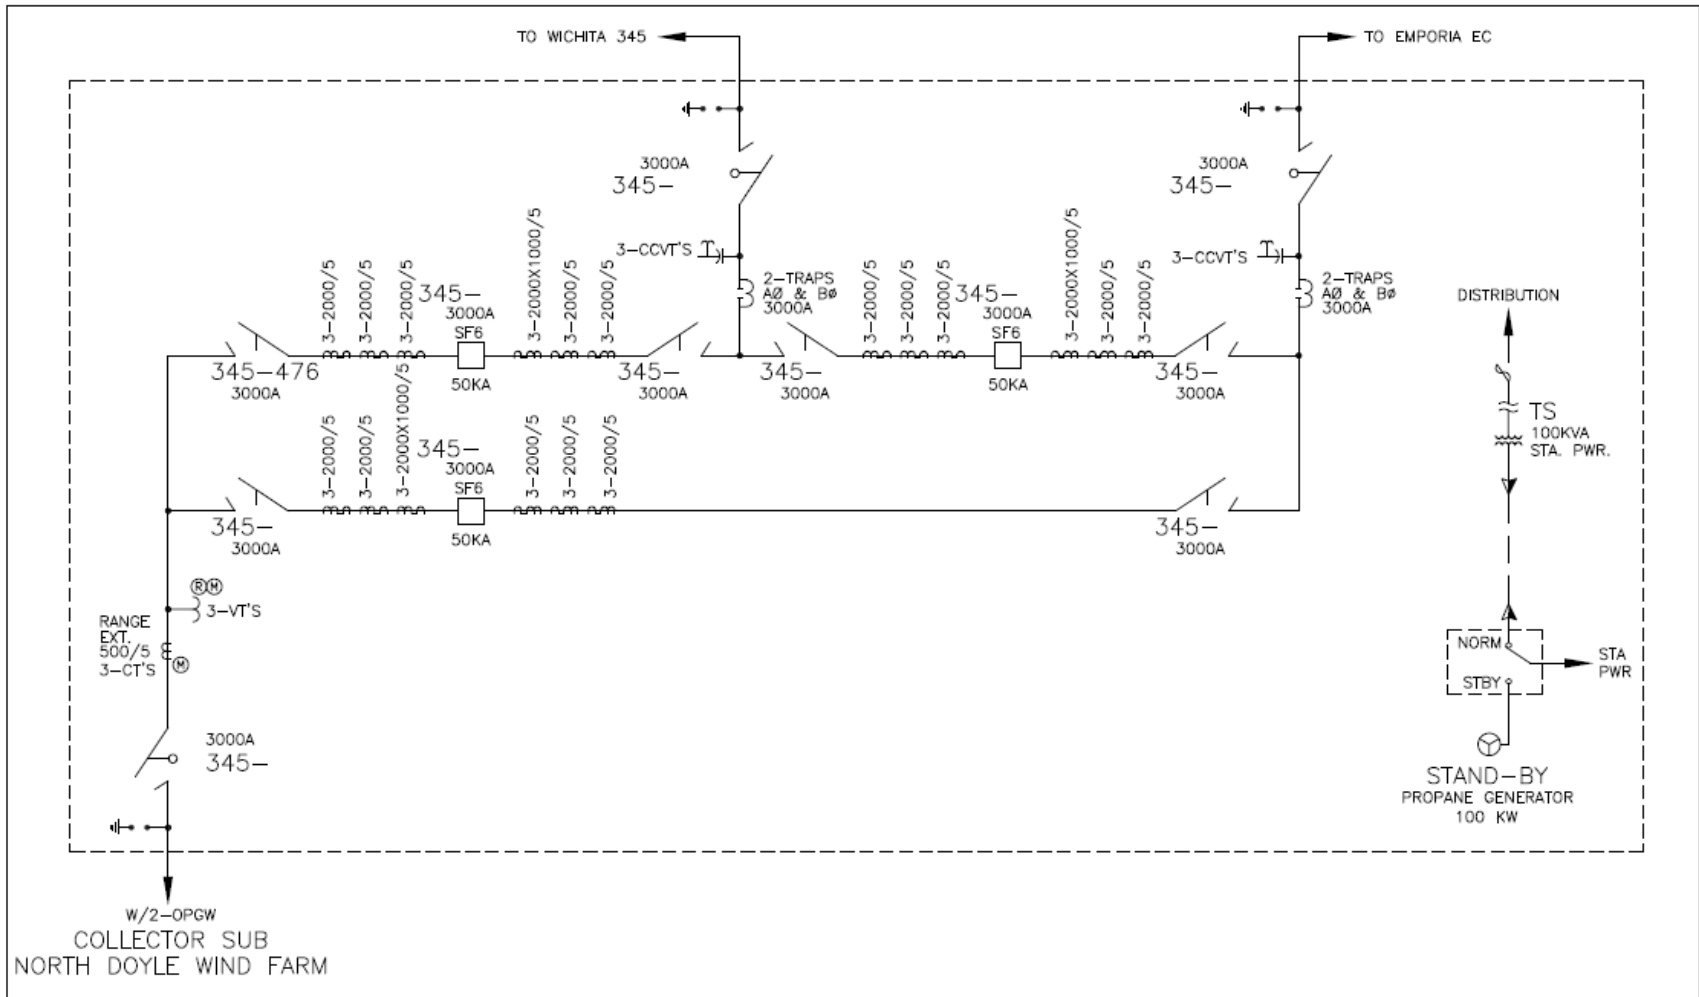 TO WICHITA 345
TO EMPORIA EC
3000A
345-
3000A
345-
3-CCVT'S
3-CCVT'S
2-TRAPS
AØ & BØ
3000A
2-TRAPS
AØ & BØ
3000A
3-2000/5
3-2000/5
3-2000/5
345-
3000A
SF6
50KA
3-2000X1000/5
3-2000/5
3-2000/5
3-2000/5
3-2000/5
3-2000/5
345-
3000A
SF6
50KA
3-2000X1000/5
3-2000/5
3-2000/5
345-476
3000A
345-
3000A
345-
3000A
345-
3000A
3-2000/5
3-2000/5
3-2000X1000/5
345-
3000A
SF6
50KA
3-2000/5
3-2000/5
3-2000/5
345-
3000A
345-
3000A
DISTRIBUTION
TS
100KVA
STA. PWR.
R M
3-VT'S
RANGE
EXT.
500/5
3-CT'S
M
NORM
STBY
STA
PWR
3000A
345-
STAND-BY
PROPANE GENERATOR
100 KW
W/2-OPGW
COLLECTOR SUB
NORTH DOYLE WIND FARM